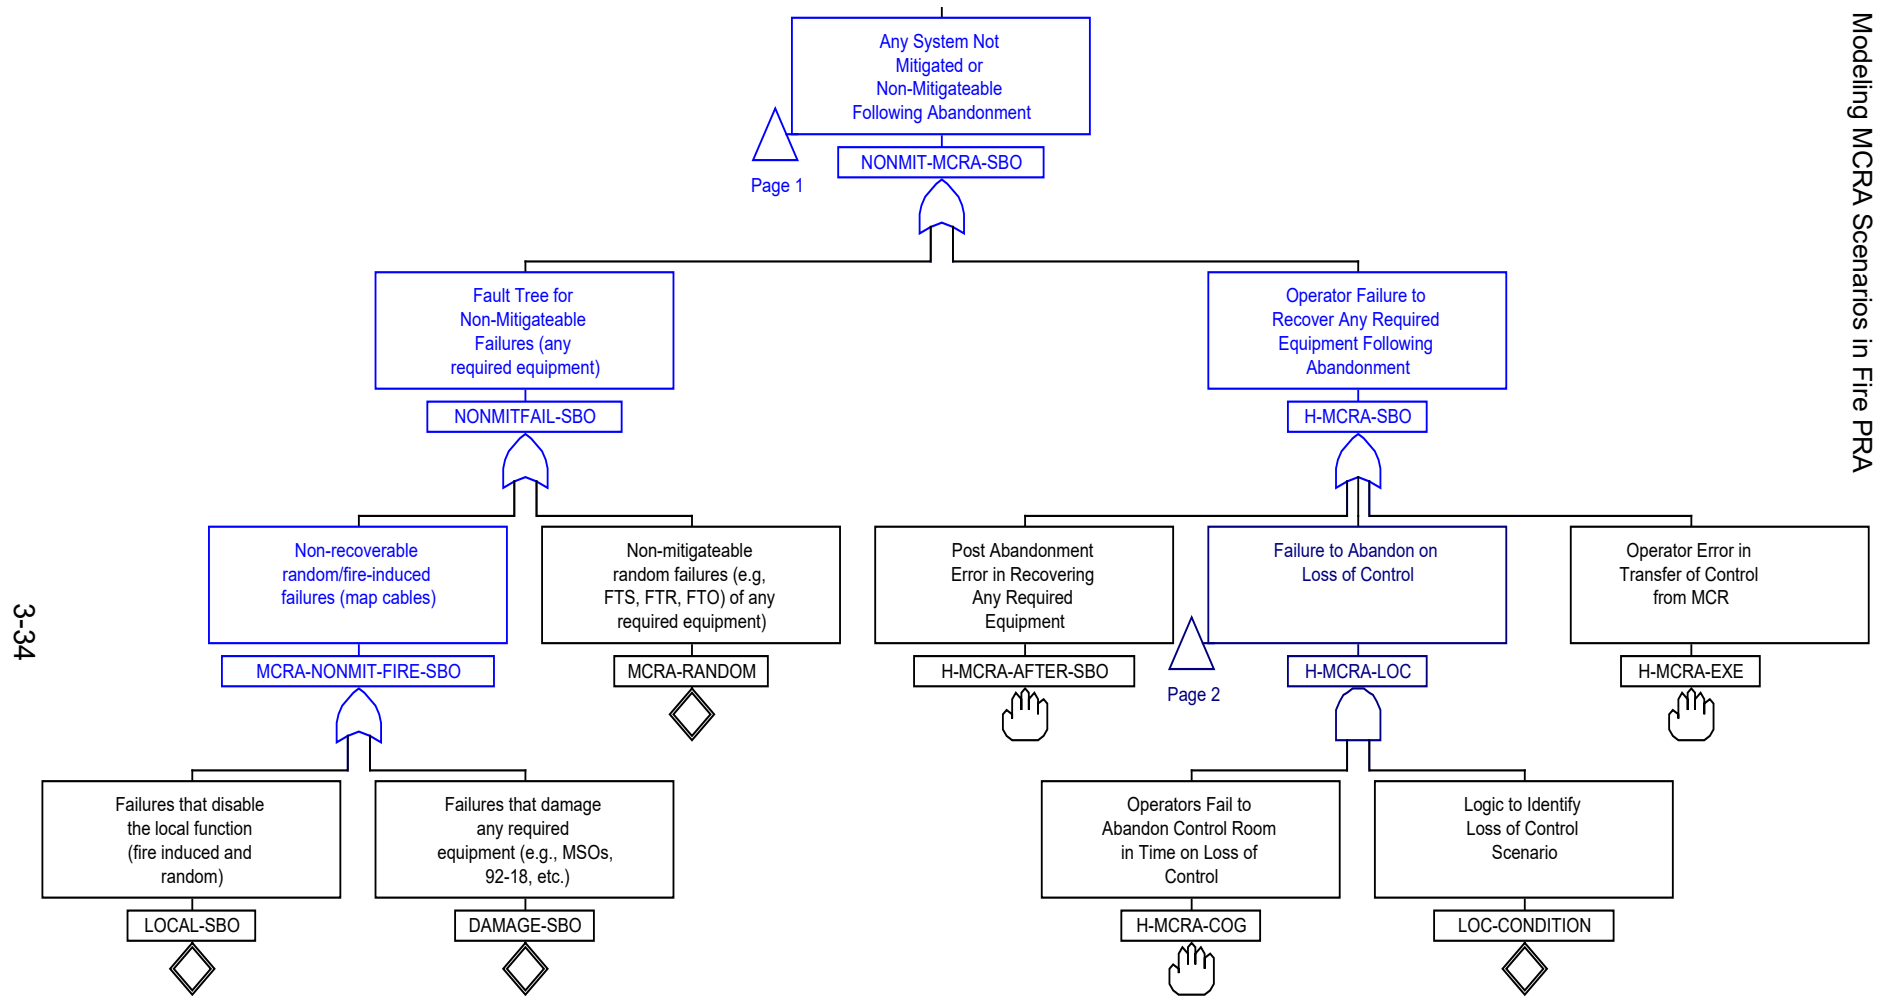 Modeling MCRA Scenarios in Fire PRA
Any System Not
Mitigated or
Non-Mitigateable
Following Abandonment
NONMIT-MCRA-SBO
Page 1
Fault Tree for
Non-Mitigateable
Failures (any
required equipment)
NONMITFAIL-SBO
Operator Failure to
Recover Any Required
Equipment Following
Abandonment
H-MCRA-SBO
Non-recoverable
random/fire-induced
failures (map cables)
MCRA-NONMIT-FIRE-SBO
Non-mitigateable
random failures (e.g,
FTS, FTR, FTO) of any
required equipment)
MCRA-RANDOM
Post Abandonment
Error in Recovering
Any Required
Equipment
H-MCRA-AFTER-SBO
Failure to Abandon on
Loss of Control
H-MCRA-LOC
Page 2
Operator Error in
Transfer of Control
from MCR
H-MCRA-EXE
Failures that disable
the local function
(fire induced and
random)
LOCAL-SBO
Failures that damage
any required
equipment (e.g., MSOs,
92-18, etc.)
DAMAGE-SBO
Operators Fail to
Abandon Control Room
in Time on Loss of
Control
H-MCRA-COG
Logic to Identify
Loss of Control
Scenario
LOC-CONDITION
3-34